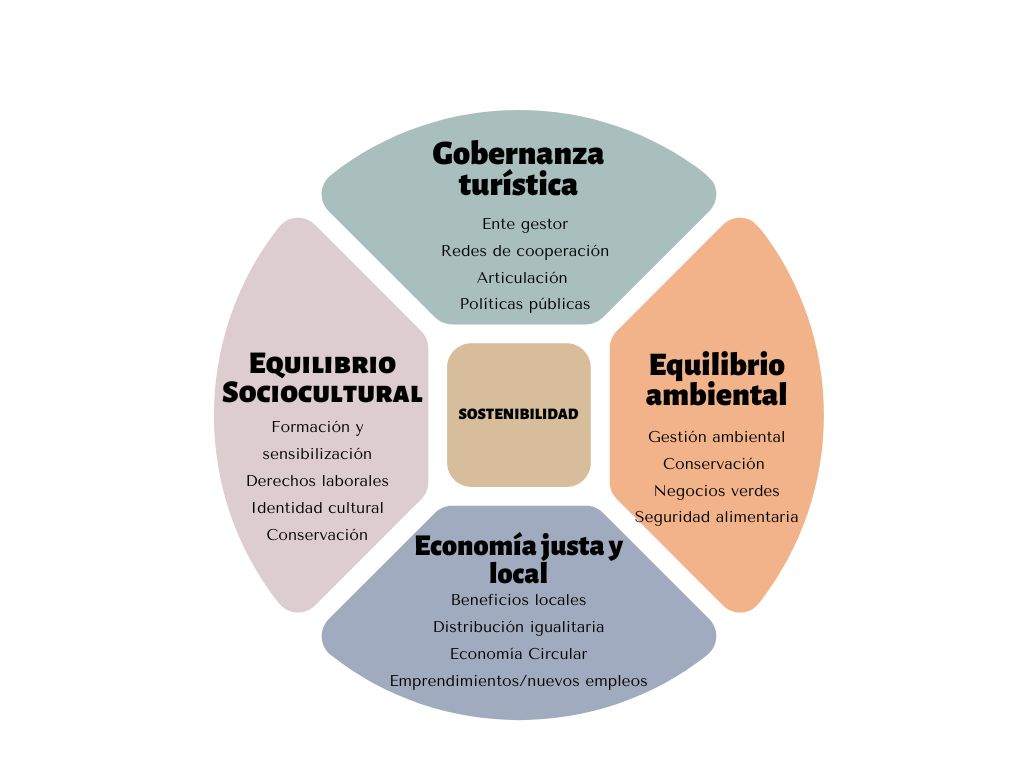 Gobernanza
turística
Ente gestor
Redes de cooperación
Articulación
Políticas públicas
Equilibrio
Sociocultural
Formación y
sensibilización
Derechos laborales
Identidad cultural
Conservación
SOSTENIBILIDAD
Equilibrio
ambiental
Gestión ambiental
Conservación
Negocios verdes
Seguridad alimentaria
Economía justa y
local
Beneficios locales
Distribución igualitaria
Economía Circular
Emprendimientos/nuevos empleos